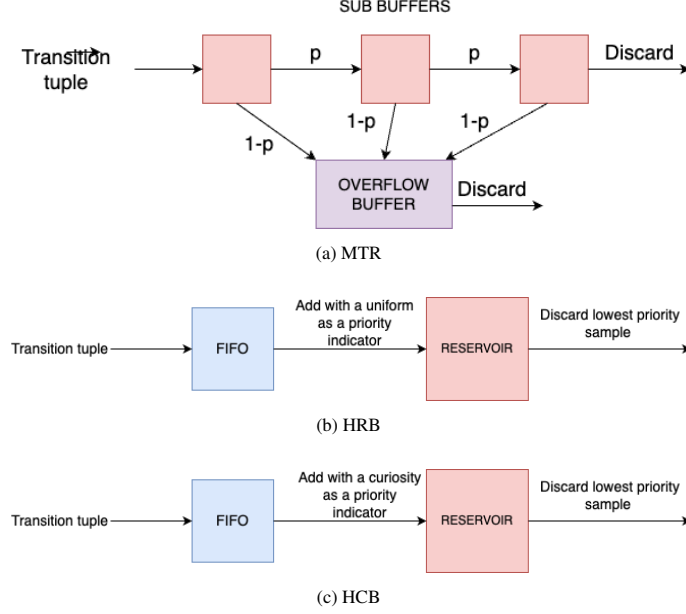 SUB BUFFERS
Transition
tuple
p
p
Discard
1-p
1-p
1-p
OVERFLOW
BUFFER
Discard
(a) MTR
Transition tuple
FIFO
Add with a uniform
as a priority
indicator
RESERVOIR
Discard lowest priority
sample
(b) HRB
Transition tuple
FIFO
Add with a curiosity
as a priority
indicator
RESERVOIR
Discard lowest priority
sample
(c) HCB